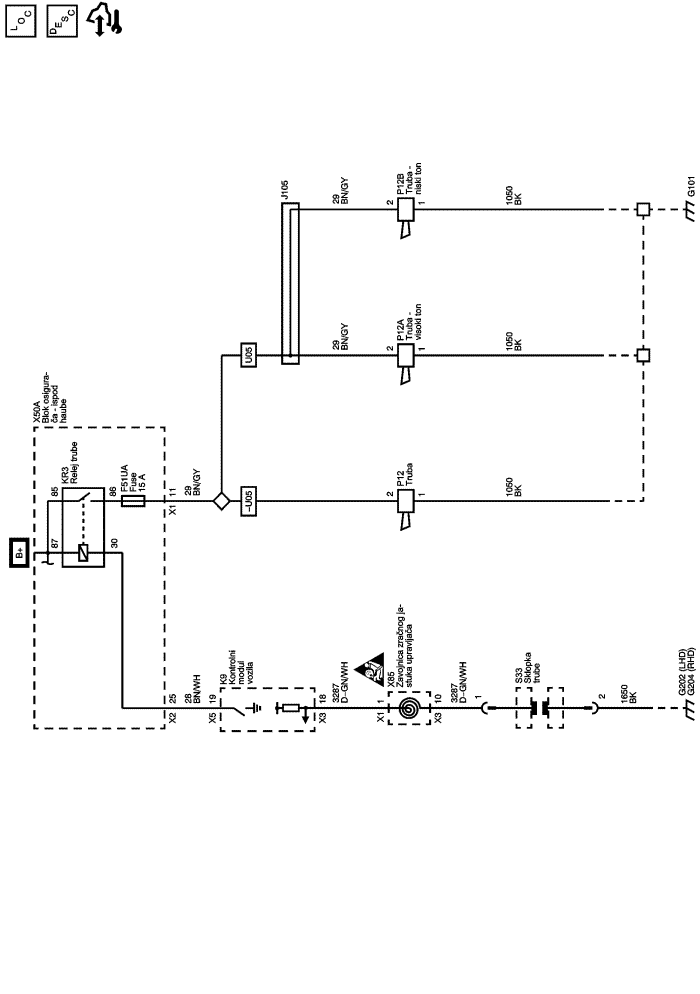 LOC
DESC
B+
X50A
Blok osigura-
ča - ispod
haube
KR3
Relej trube
87
85
30
86
F51UA
Fuse
15 A
X2
25
X1
11
28
BN/WH
29
BN/GY
X5
19
K9
Kontrolni
modul
vozila
X3
18
3287
D-GN/WH
X1
1
X85
Zavojnica zračnog ja-
stuka upravljača
X3
10
3287
D-GN/WH
1
S33
Sklopka
trube
2
1650
BK
G202 (LHD)
G204 (RHD)
-U05
2
P12
Truba
1
1050
BK
U05
J105
29
BN/GY
2
P12A
Truba -
visoki ton
1
1050
BK
29
BN/GY
2
P12B
Truba -
niski ton
1
1050
BK
G101